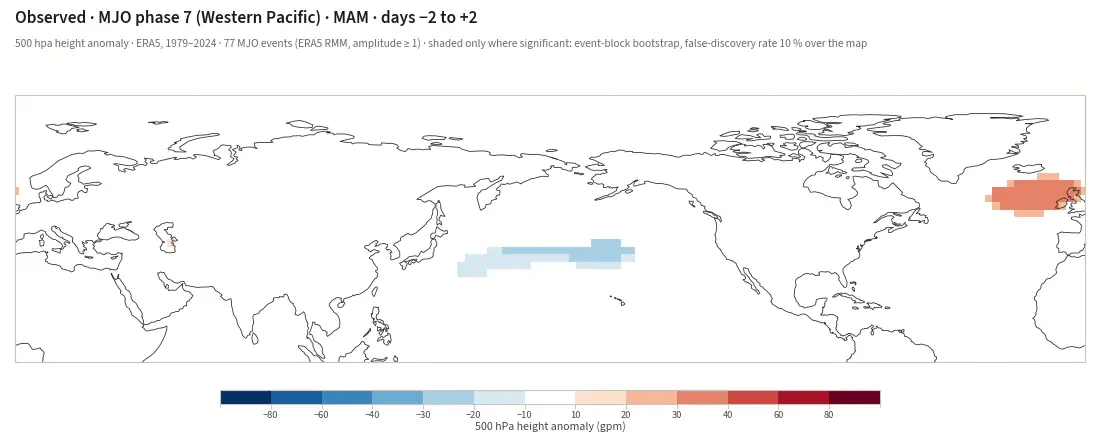 Observed · MJO phase 7 (Western Pacific) · MAM · days −2 to +2
500 hpa height anomaly · ERA5, 1979–2024 · 77 MJO events (ERA5 RMM, amplitude ≥ 1) · shaded only where significant: event-block bootstrap, false-discovery rate 10 % over the map
−80 −60 −40 −30 −20 −10 10 20 30 40 60 80
500 hPa height anomaly (gpm)